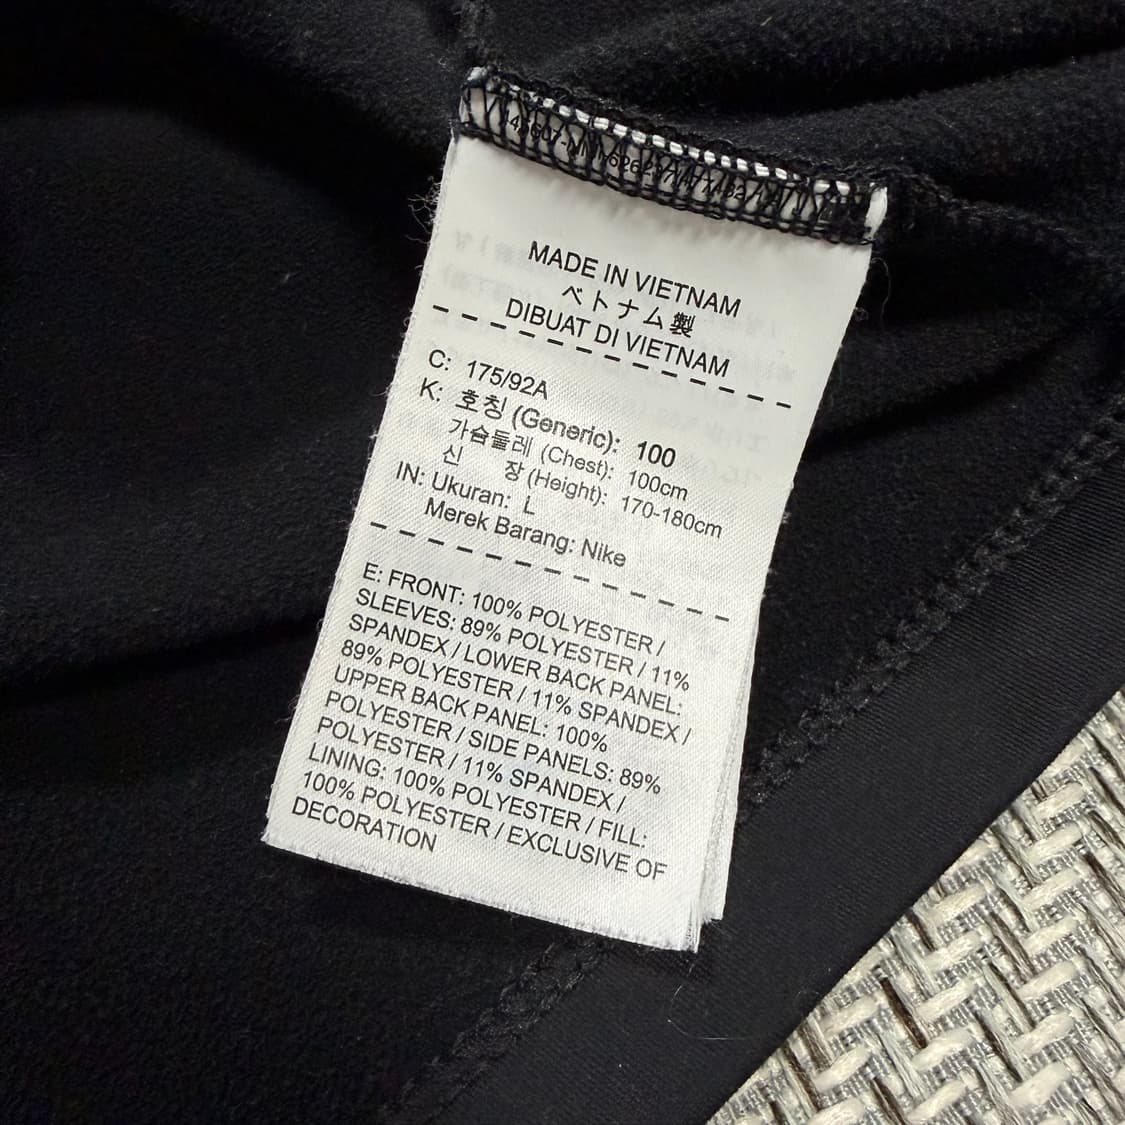 MADE IN VIETNAM
ベトナム製
DIBUAT DI VIETNAM
C: 175/92A
K: 호칭 (Generic): 100
가슴둘레 (Chest): 100cm
신 장 (Height): 170-180cm
IN: Ukuran: L
Merek Barang: Nike
E: FRONT: 100% POLYESTER /
SLEEVES: 89% POLYESTER / 11%
SPANDEX / LOWER BACK PANEL:
89% POLYESTER / 11% SPANDEX /
UPPER BACK PANEL: 100%
POLYESTER / SIDE PANELS: 89%
POLYESTER / 11% SPANDEX /
LINING: 100% POLYESTER / FILL:
100% POLYESTER / EXCLUSIVE OF
DECORATION